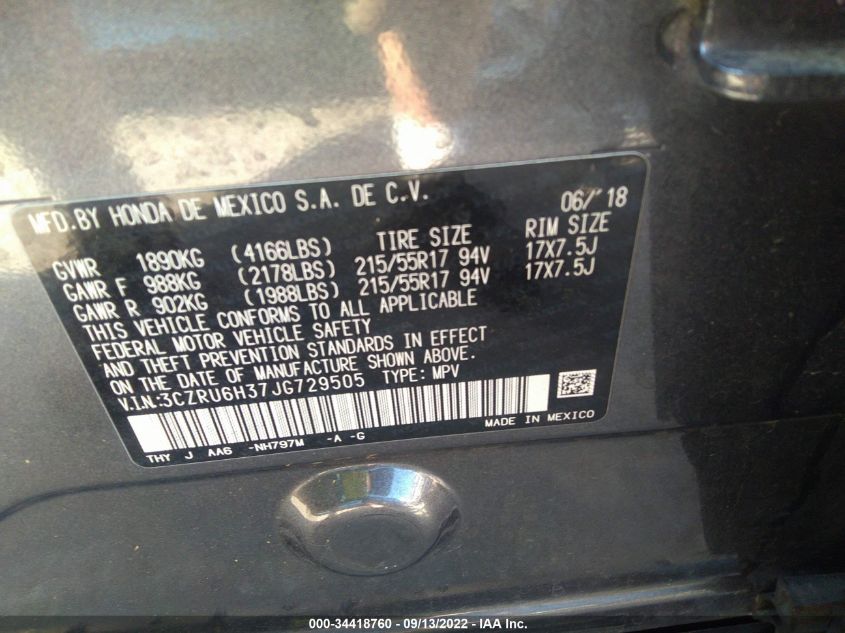 MFD.BY HONDA DE MEXICO S.A. DE C.V. 06/'18
TIRE SIZE RIM SIZE
GVWR 1890KG (4166LBS)
GAWR F 988KG (2178LBS) 215/55R17 94V 17X7.5J
GAWR R 902KG (1988LBS) 215/55R17 94V 17X7.5J
THIS VEHICLE CONFORMS TO ALL APPLICABLE
FEDERAL MOTOR VEHICLE SAFETY
AND THEFT PREVENTION STANDARDS IN EFFECT
ON THE DATE OF MANUFACTURE SHOWN ABOVE.
V.I.N:3CZRU6H37JG729505 TYPE: MPV
MADE IN MEXICO
THY J AA6 -NH797M -A -G
000-34418760 - 09/13/2022 - IAA Inc.